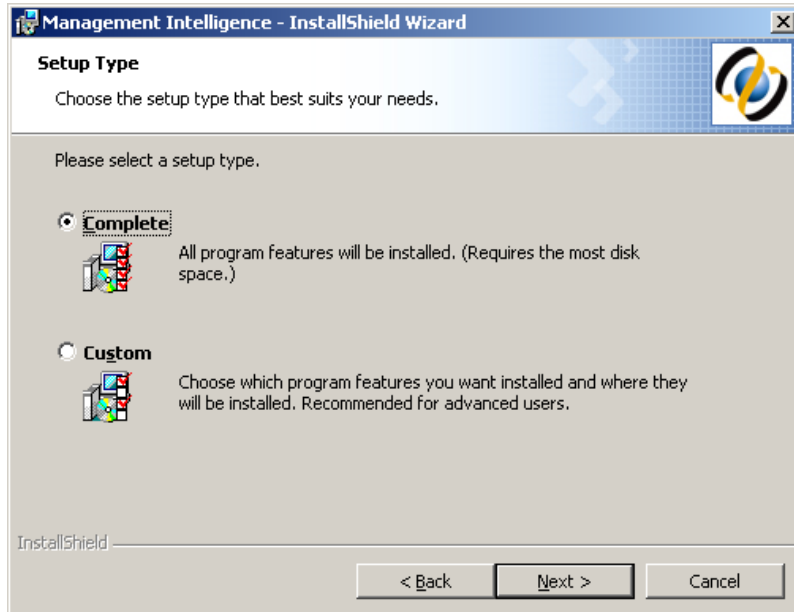 Management Intelligence - InstallShield Wizard
Setup Type
Choose the setup type that best suits your needs.
Please select a setup type.
Complete
All program features will be installed. (Requires the most disk
space.)
Custom
Choose which program features you want installed and where they
will be installed. Recommended for advanced users.
InstallShield
< Back Next > Cancel